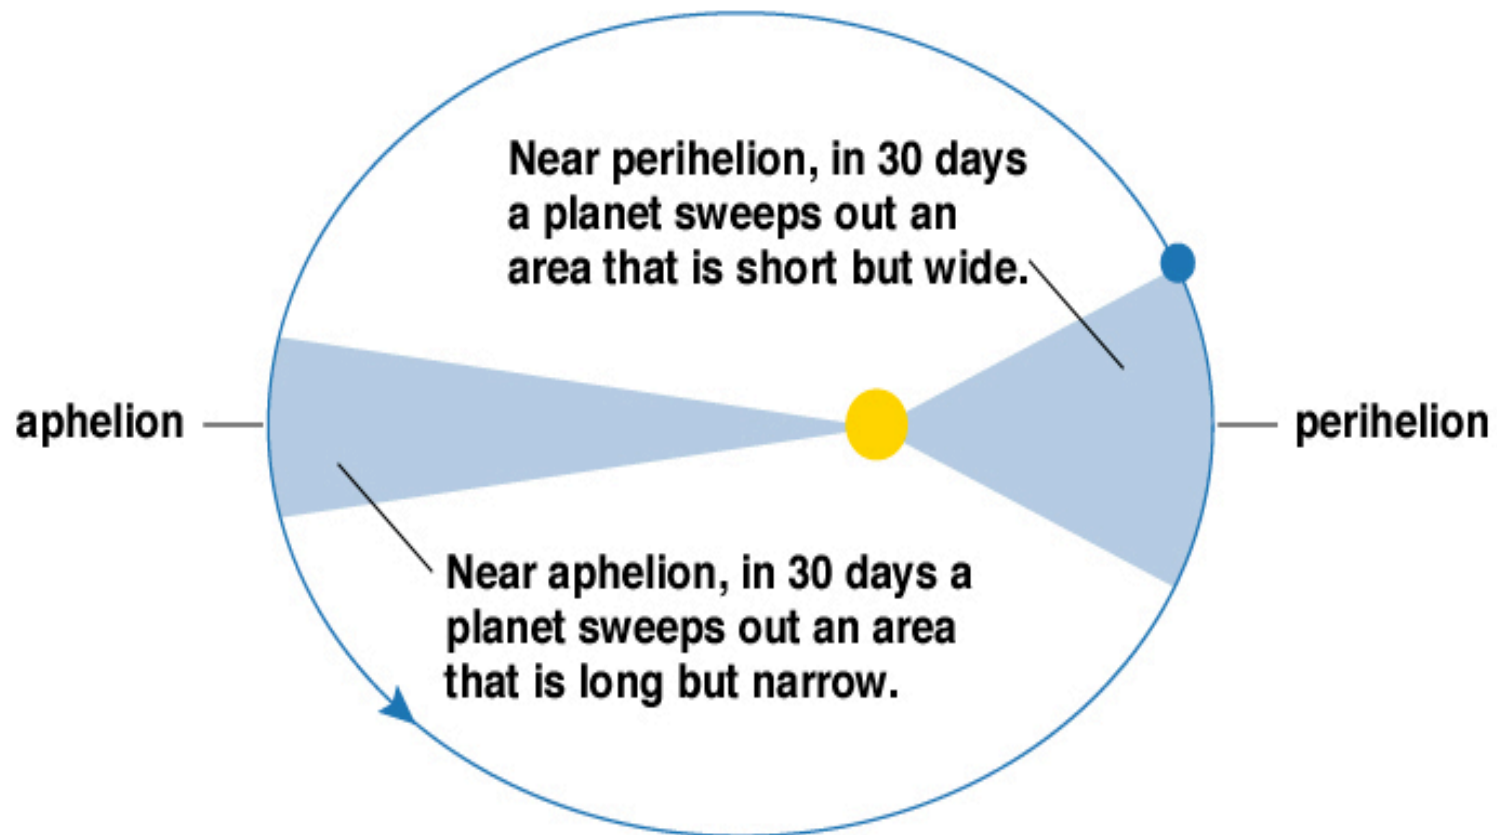 Near perihelion, in 30 days
a planet sweeps out an
area that is short but wide.
aphelion
perihelion
Near aphelion, in 30 days a
planet sweeps out an area
that is long but narrow.